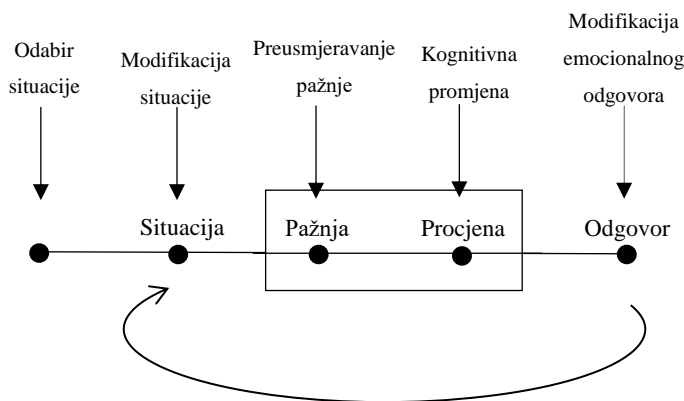 Odabir
situacije
Modifikacija
situacije
Preusmjeravanje
pažnje
Kognitivna
promjena
Modifikacija
emocionalnog
odgovora
Situacija
Pažnja
Procjena
Odgovor